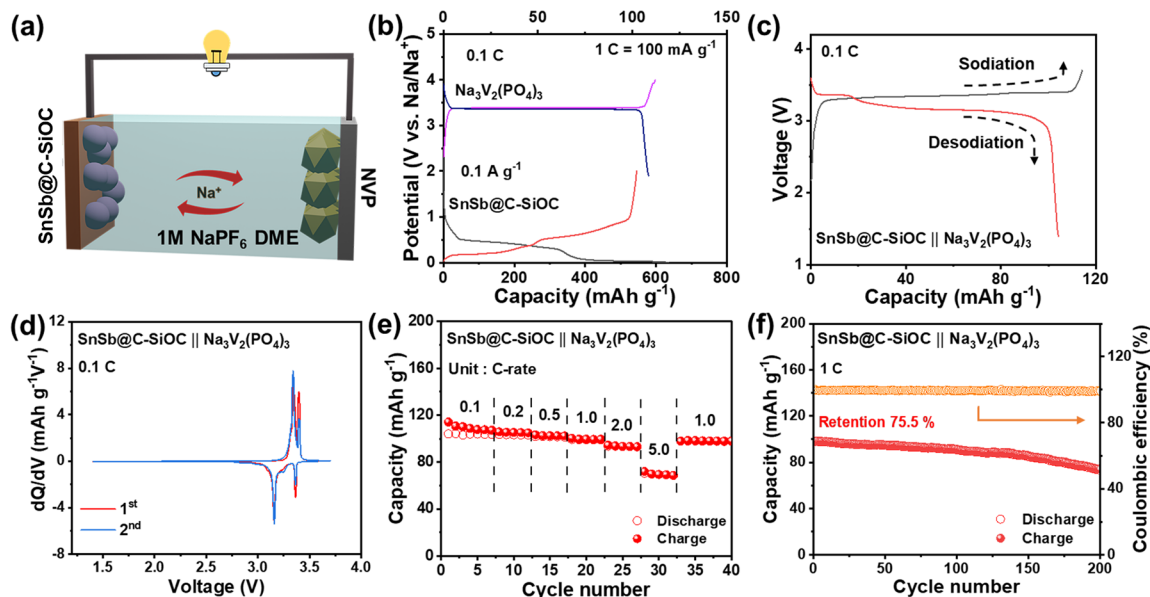 (a)
SnSb@C-SiOC
Na⁺
1M NaPF₆ DME
NVP
(b)
0 50 100 150
0.1 C
1 C = 100 mA g⁻¹
Na₃V₂(PO₄)₃
0.1 A g⁻¹
SnSb@C-SiOC
Potential (V vs. Na/Na⁺)
5
4
3
2
1
0
0 200 400 600 800
Capacity (mAh g⁻¹)
(c)
0.1 C
Sodiation
Desodiation
SnSb@C-SiOC || Na₃V₂(PO₄)₃
Voltage (V)
4
3
2
1
0 40 80 120
Capacity (mAh g⁻¹)
(d)
SnSb@C-SiOC || Na₃V₂(PO₄)₃
0.1 C
1ˢᵗ
2ⁿᵈ
dQ/dV (mAh g⁻¹V⁻¹)
12
8
4
0
-4
-8
1.5 2.0 2.5 3.0 3.5 4.0
Voltage (V)
(e)
SnSb@C-SiOC || Na₃V₂(PO₄)₃
Unit : C-rate
0.1 0.2 0.5 1.0 2.0 5.0 1.0
Discharge
Charge
Capacity (mAh g⁻¹)
200
160
120
80
40
0
0 5 10 15 20 25 30 35 40
Cycle number
(f)
SnSb@C-SiOC || Na₃V₂(PO₄)₃
1 C
Retention 75.5 %
Discharge
Charge
Capacity (mAh g⁻¹)
200
160
120
80
40
0
0 50 100 150 200
Cycle number
120
100
80
60
40
20
0
Coulombic efficiency (%)